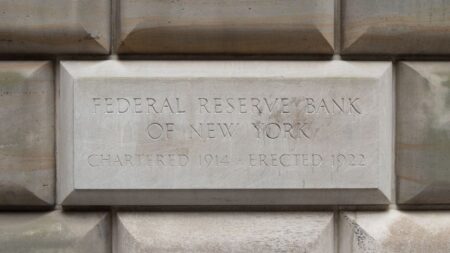 FEDERAL RESERVE BANK
OF NEW YORK
CHARTERED 1914 - ERECTED 1922